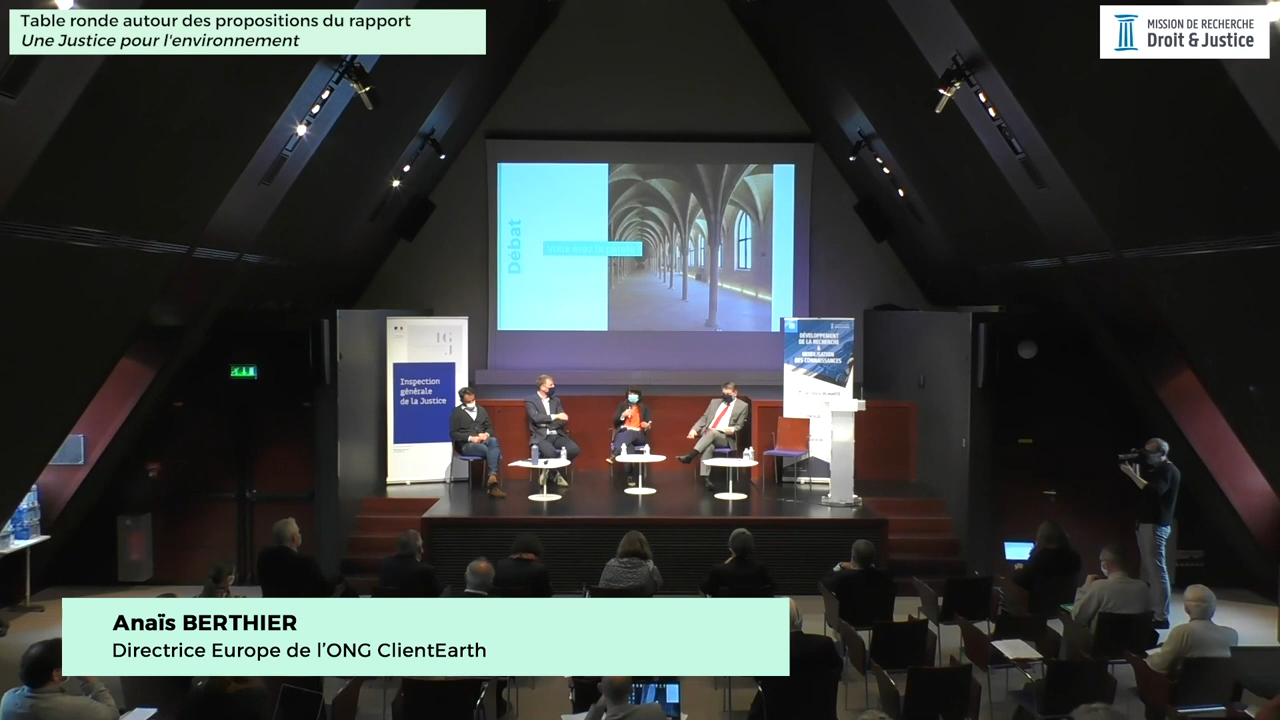 Table ronde autour des propositions du rapport
Une Justice pour l'environnement
MISSION DE RECHERCHE
Droit & Justice
Débat
IG
J
Inspection
générale
de la Justice
DÉVELOPPEMENT
DE LA RECHERCHE
&
MOBILISATION
DES CONNAISSANCES
Anaïs BERTHIER
Directrice Europe de l'ONG ClientEarth